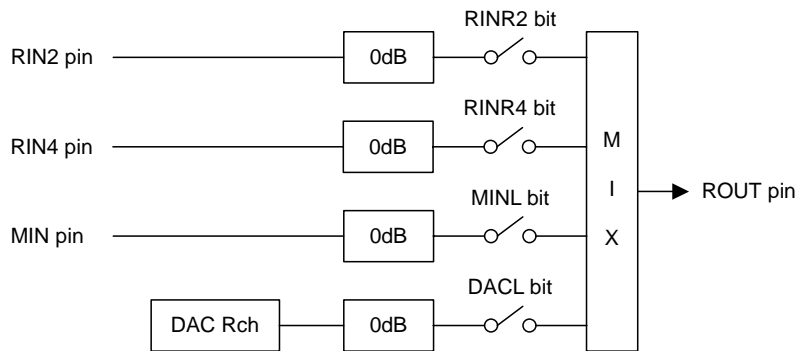 RINR2 bit
RIN2 pin 0dB
RINR4 bit
RIN4 pin 0dB
M
I
X
ROUT pin
MINL bit
MIN pin 0dB
DACL bit
DAC Rch 0dB